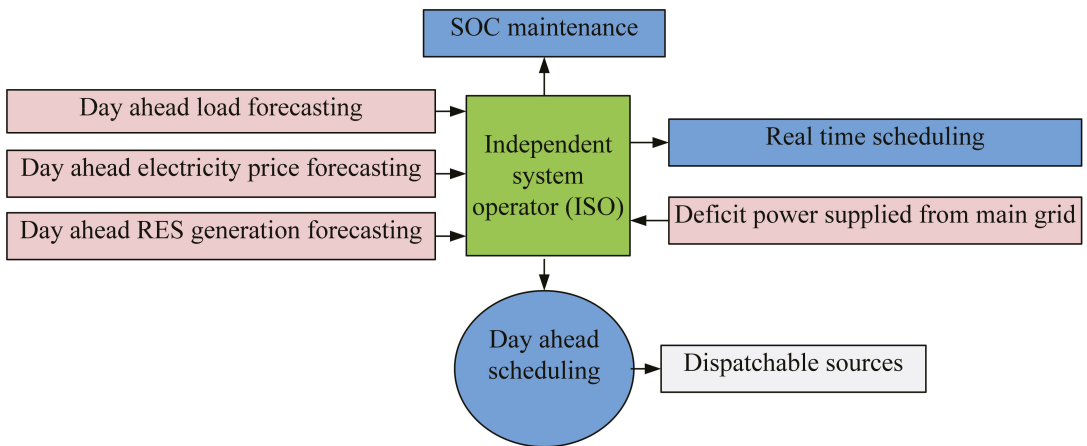 SOC maintenance
Day ahead load forecasting
Day ahead electricity price forecasting
Day ahead RES generation forecasting
Independent
system
operator (ISO)
Real time scheduling
Deficit power supplied from main grid
Day ahead
scheduling
Dispatchable sources